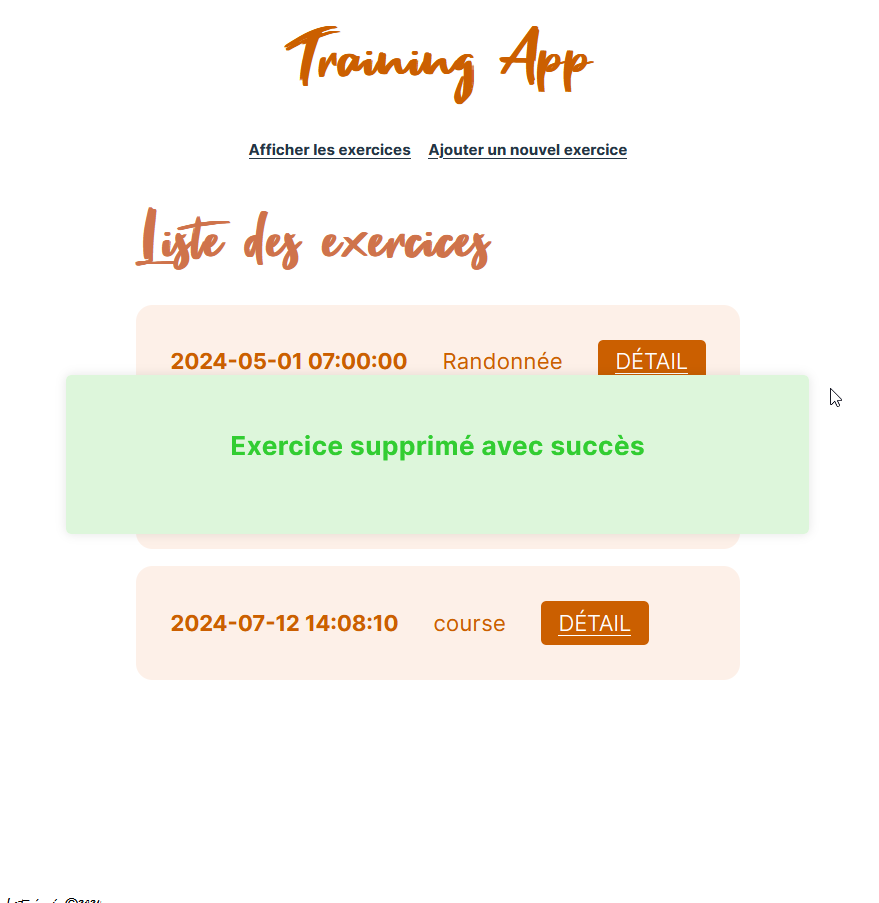 Training App
Afficher les exercices Ajouter un nouvel exercice
Liste des exercices
2024-05-01 07:00:00 Randonnée DÉTAIL
Exercice supprimé avec succès
2024-07-12 14:08:10 course DÉTAIL